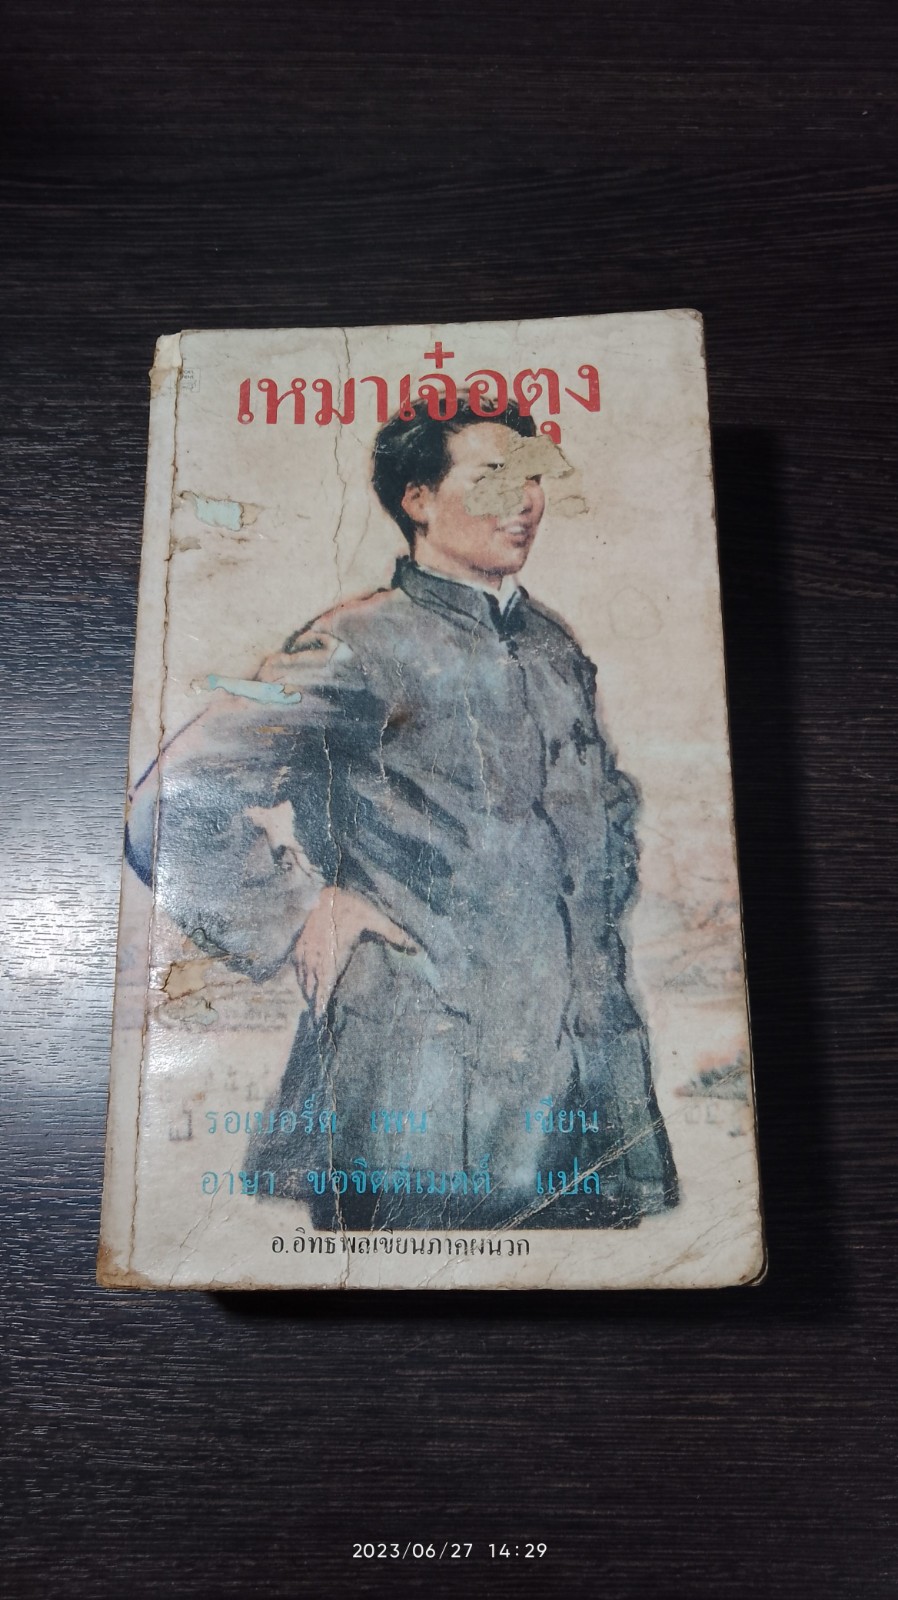 เหมาเจ๋อตุง
รอเบอร์ต เพน เขียน
อาษา ขอจิตต์เมตต์ แปล
อ.อิทธพลเขียนภาคผนวก
2023/06/27 14:29